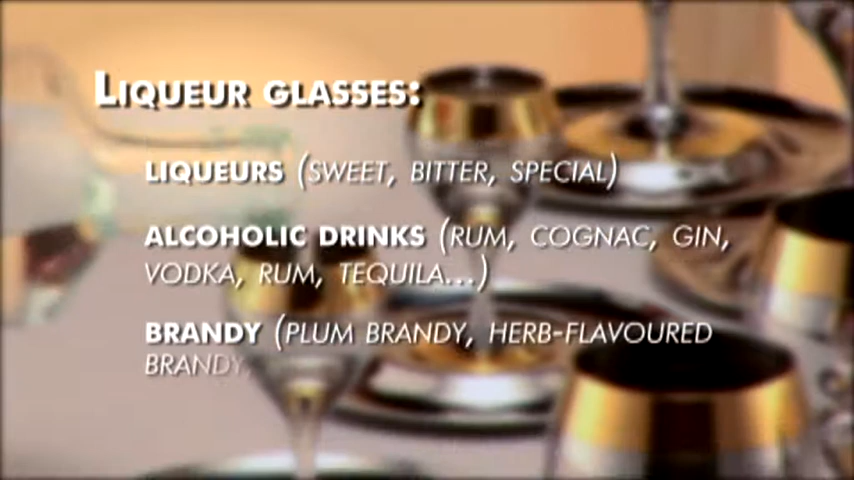 LIQUEUR GLASSES:
LIQUEURS (SWEET, BITTER, SPECIAL)
ALCOHOLIC DRINKS (RUM, COGNAC, GIN,
VODKA, RUM, TEQUILA...)
BRANDY (PLUM BRANDY, HERB-FLAVOURED
BRANDY,